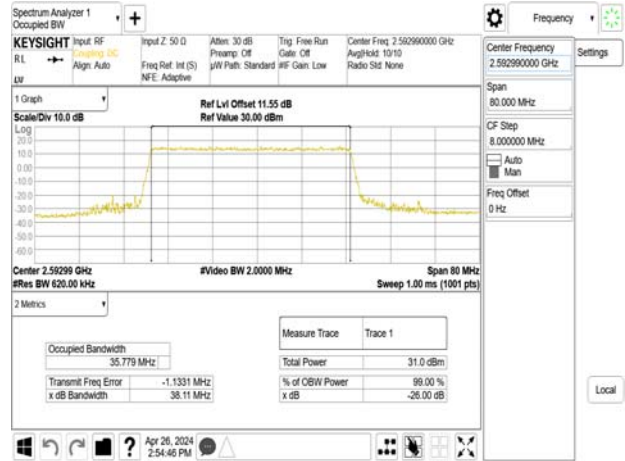 Spectrum Analyzer 1
Occupied BW
Frequency
KEYSIGHT
R L
Input: RF
Coupling: DC
Align: Auto
Input Z: 50 Ω
Freq Ref: Int (S)
NFE: Adaptive
Atten: 30 dB
Preamp: Off
µW Path: Standard
Trig: Free Run
Gate: Off
#IF Gain: Low
Center Freq: 2.592990000 GHz
Avg|Hold: 10/10
Radio Std: None
1 Graph
Scale/Div 10.0 dB
Ref Lvl Offset 11.55 dB
Ref Value 30.00 dBm
Log
20.0
10.0
0.00
-10.0
-20.0
-30.0
-40.0
-50.0
-60.0
Center 2.59299 GHz
#Res BW 620.00 kHz
#Video BW 2.0000 MHz
Span 80 MHz
Sweep 1.00 ms (1001 pts)
2 Metrics
Occupied Bandwidth
35.779 MHz
Transmit Freq Error -1.1331 MHz
x dB Bandwidth 38.11 MHz
Measure Trace Trace 1
Total Power 31.0 dBm
% of OBW Power 99.00 %
x dB -26.00 dB
Center Frequency
2.592990000 GHz
Settings
Span
80.000 MHz
CF Step
8.000000 MHz
Auto
Man
Freq Offset
0 Hz
Local
Apr 26, 2024
2:54:46 PM